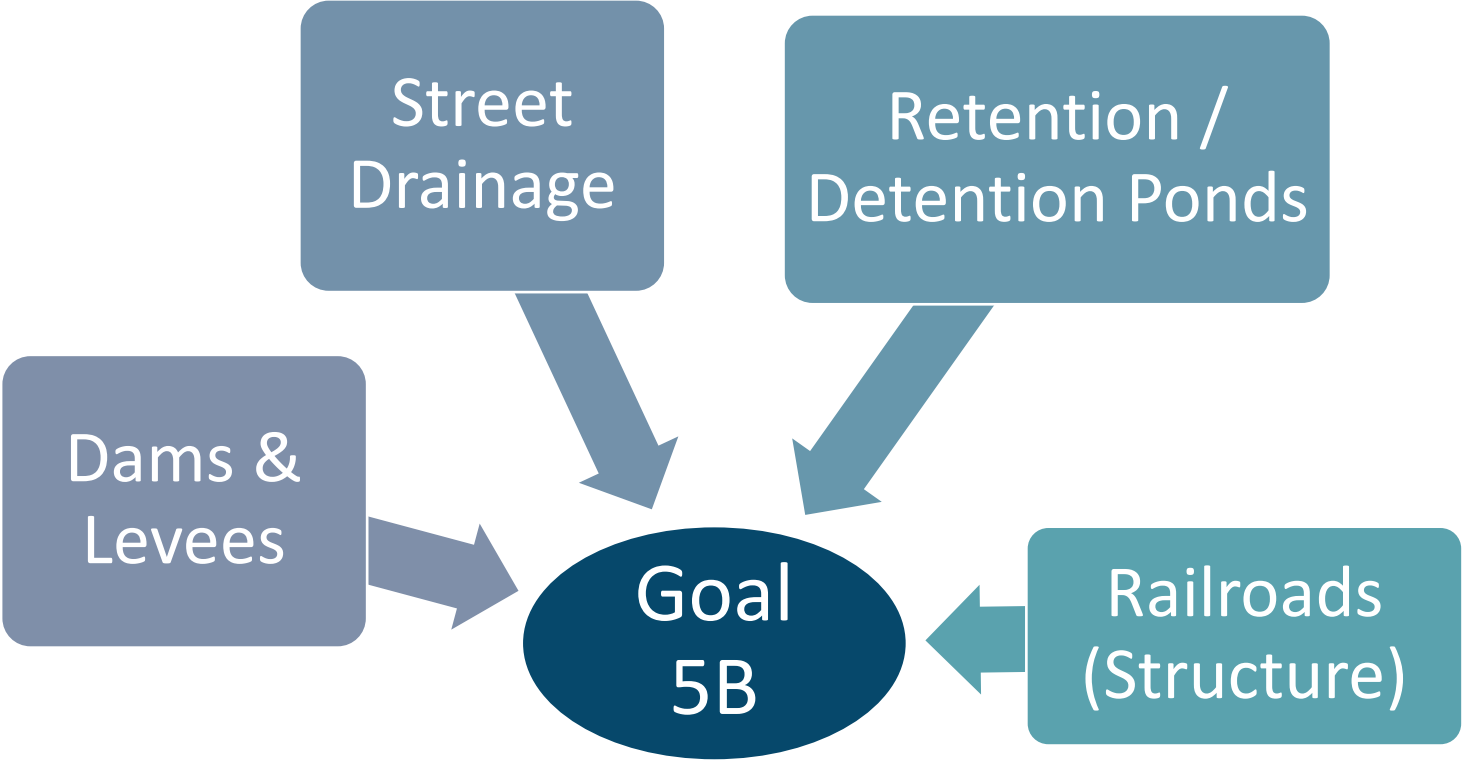 Street
Drainage
Retention /
Detention Ponds
Dams &
Levees
Goal
5B
Railroads
(Structure)